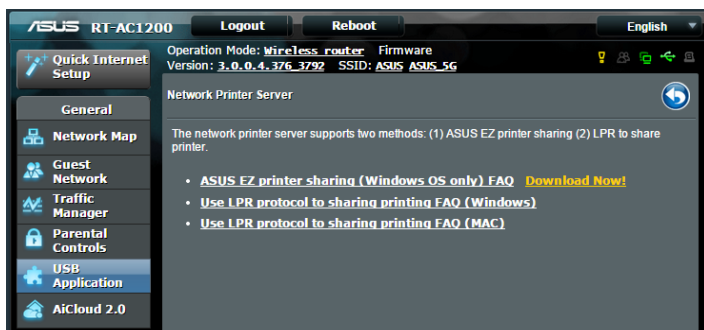 ASUS RT-AC1200 Logout Reboot English
Quick Internet
Setup
Operation Mode: Wireless router Firmware
Version: 3.0.0.4.376_3792 SSID: ASUS ASUS_5G
General
Network Map
Guest
Network
Traffic
Manager
Parental
Controls
USB
Application
AiCloud 2.0
Network Printer Server
The network printer server supports two methods: (1) ASUS EZ printer sharing (2) LPR to share
printer.
• ASUS EZ printer sharing (Windows OS only) FAQ Download Now!
• Use LPR protocol to sharing printing FAQ (Windows)
• Use LPR protocol to sharing printing FAQ (MAC)